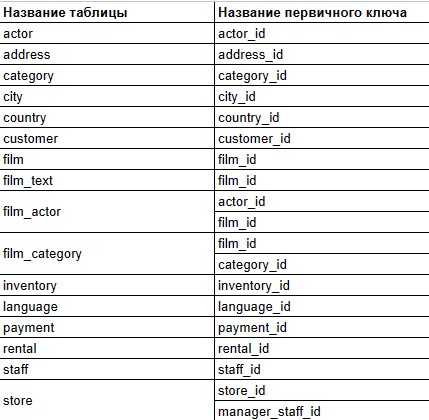 Название таблицы Название первичного ключа
actor actor_id
address address_id
category category_id
city city_id
country country_id
customer customer_id
film film_id
film_text film_id
film_actor actor_id
film_id
film_category film_id
category_id
inventory inventory_id
language language_id
payment payment_id
rental rental_id
staff staff_id
store store_id
manager_staff_id